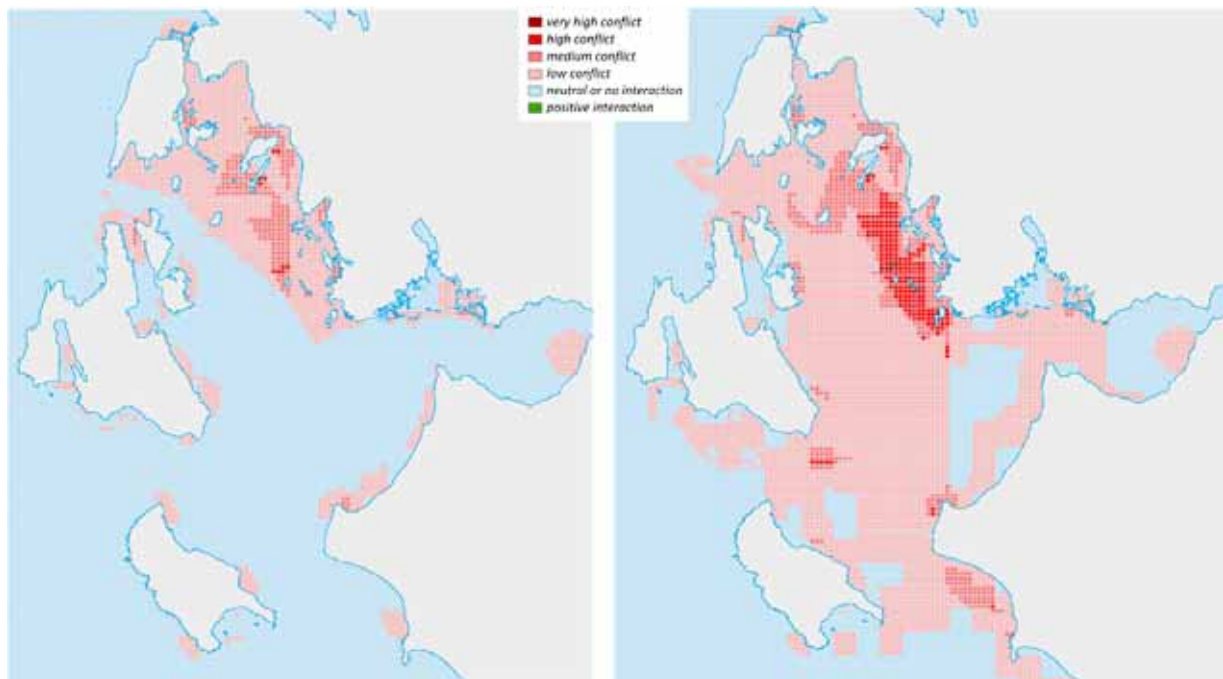 very high conflict
high conflict
medium conflict
low conflict
neutral or no interaction
positive interaction